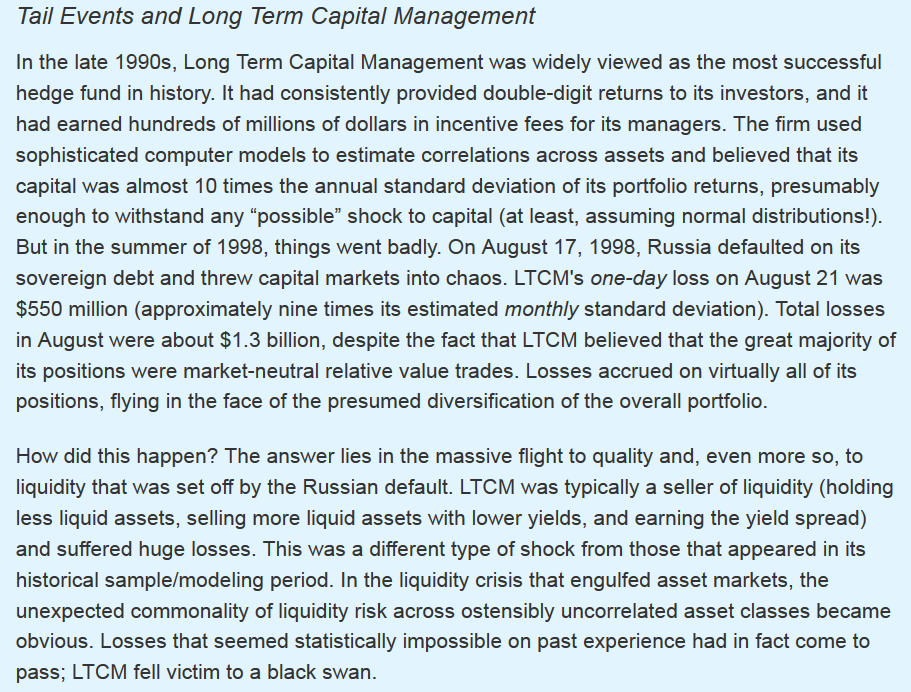 Tail Events and Long Term Capital Management
In the late 1990s, Long Term Capital Management was widely viewed as the most successful
hedge fund in history. It had consistently provided double-digit returns to its investors, and it
had earned hundreds of millions of dollars in incentive fees for its managers. The firm used
sophisticated computer models to estimate correlations across assets and believed that its
capital was almost 10 times the annual standard deviation of its portfolio returns, presumably
enough to withstand any “possible” shock to capital (at least, assuming normal distributions!).
But in the summer of 1998, things went badly. On August 17, 1998, Russia defaulted on its
sovereign debt and threw capital markets into chaos. LTCM's one-day loss on August 21 was
$550 million (approximately nine times its estimated monthly standard deviation). Total losses
in August were about $1.3 billion, despite the fact that LTCM believed that the great majority of
its positions were market-neutral relative value trades. Losses accrued on virtually all of its
positions, flying in the face of the presumed diversification of the overall portfolio.
How did this happen? The answer lies in the massive flight to quality and, even more so, to
liquidity that was set off by the Russian default. LTCM was typically a seller of liquidity (holding
less liquid assets, selling more liquid assets with lower yields, and earning the yield spread)
and suffered huge losses. This was a different type of shock from those that appeared in its
historical sample/modeling period. In the liquidity crisis that engulfed asset markets, the
unexpected commonality of liquidity risk across ostensibly uncorrelated asset classes became
obvious. Losses that seemed statistically impossible on past experience had in fact come to
pass; LTCM fell victim to a black swan.